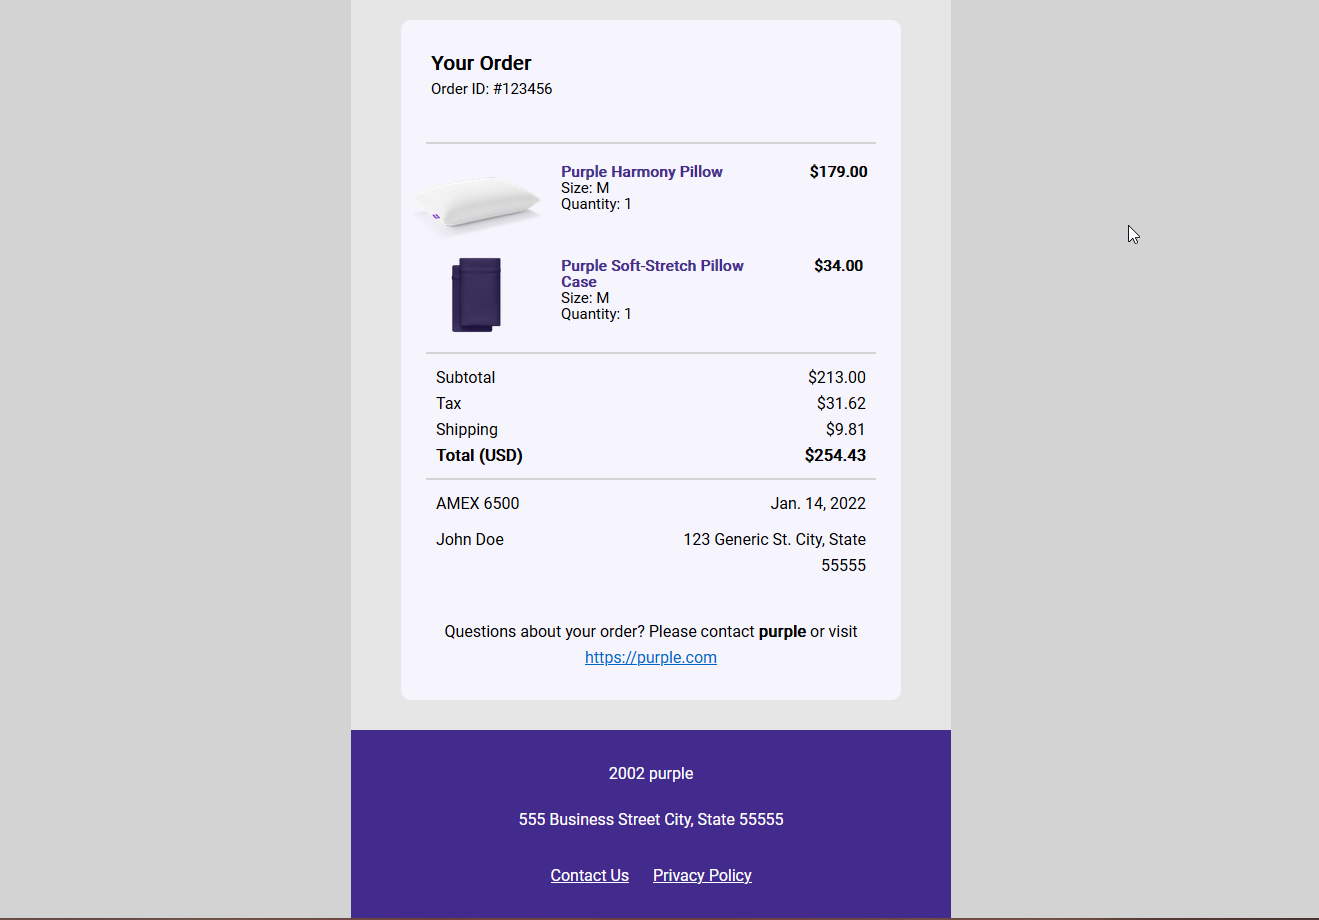 Your Order
Order ID: #123456
Purple Harmony Pillow $179.00
Size: M
Quantity: 1
Purple Soft-Stretch Pillow $34.00
Case
Size: M
Quantity: 1
Subtotal $213.00
Tax $31.62
Shipping $9.81
Total (USD) $254.43
AMEX 6500 Jan. 14, 2022
John Doe 123 Generic St. City, State
55555
Questions about your order? Please contact purple or visit
https://purple.com
2002 purple
555 Business Street City, State 55555
Contact Us Privacy Policy